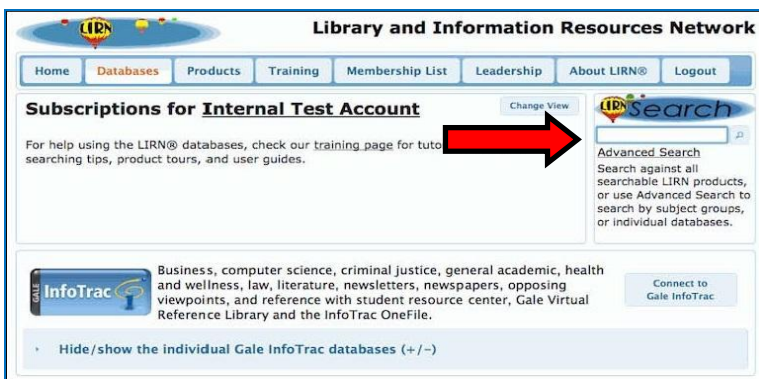 LIRN
Library and Information Resources Network
Home Databases Products Training Membership List Leadership About LIRN® Logout
Subscriptions for Internal Test Account
Change View
For help using the LIRN® databases, check our training page for tuto
searching tips, product tours, and user guides.
LIRN Search
Advanced Search
Search against all
searchable LIRN products,
or use Advanced Search to
search by subject groups,
or individual databases.
GALE InfoTrac
Business, computer science, criminal justice, general academic, health
and wellness, law, literature, newsletters, newspapers, opposing
viewpoints, and reference with student resource center, Gale Virtual
Reference Library and the InfoTrac OneFile.
Connect to
Gale InfoTrac
Hide/show the individual Gale InfoTrac databases (+/-)